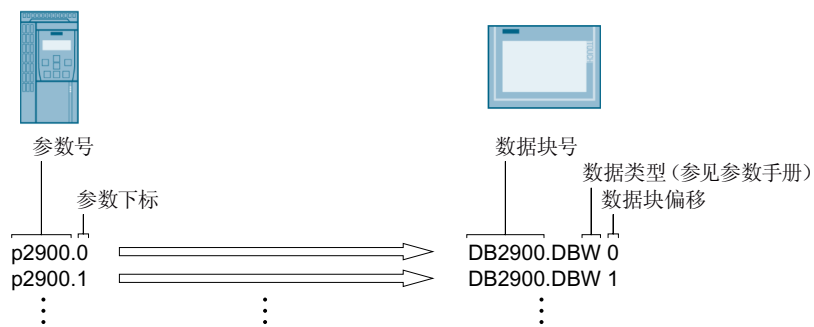 TOUCH
参数号
数据块号
数据类型（参见参数手册）
参数下标
数据块偏移
p2900.0
DB2900.DBW 0
p2900.1
DB2900.DBW 1